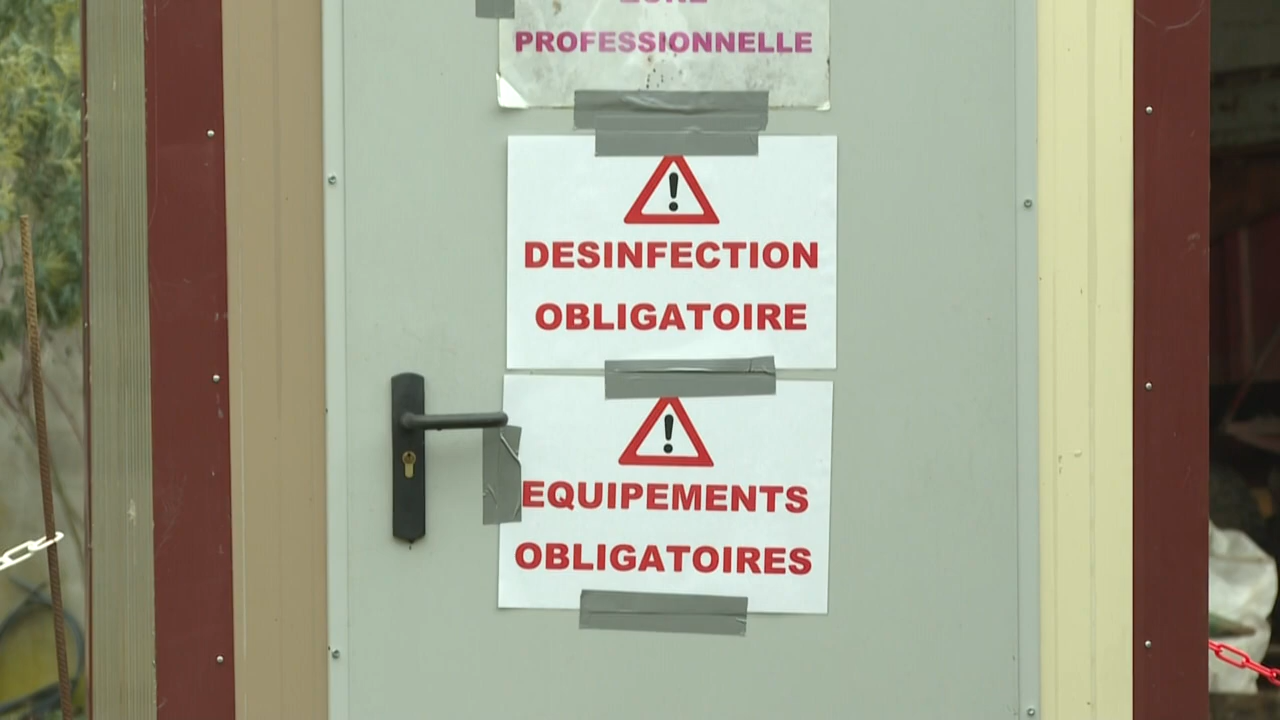 PROFESSIONNELLE
DESINFECTION
OBLIGATOIRE
EQUIPEMENTS
OBLIGATOIRES